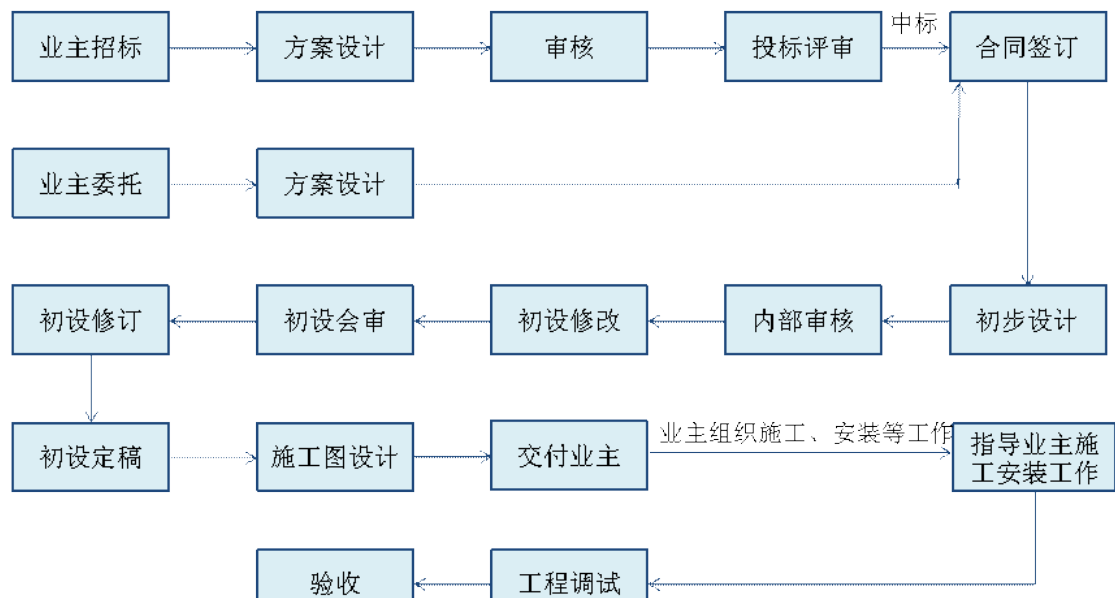 业主招标
方案设计
审核
投标评审
中标
合同签订
业主委托
方案设计
初设修订
初设会审
初设修改
内部审核
初步设计
初设定稿
施工图设计
交付业主
业主组织施工、安装等工作
指导业主施
工安装工作
验收
工程调试